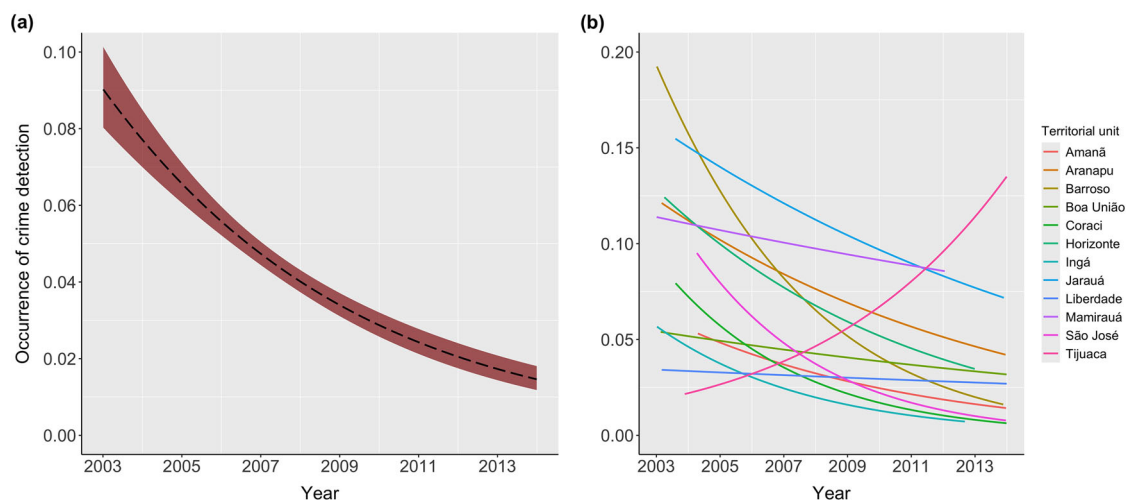 (a)
Occurrence of crime detection
0.10
0.08
0.06
0.04
0.02
0.00
2003 2005 2007 2009 2011 2013
Year
(b)
0.20
0.15
0.10
0.05
0.00
2003 2005 2007 2009 2011 2013
Year
Territorial unit
Amanã
Aranapu
Barroso
Boa União
Coraci
Horizonte
Ingá
Jarauá
Liberdade
Mamirauá
São José
Tijuaca